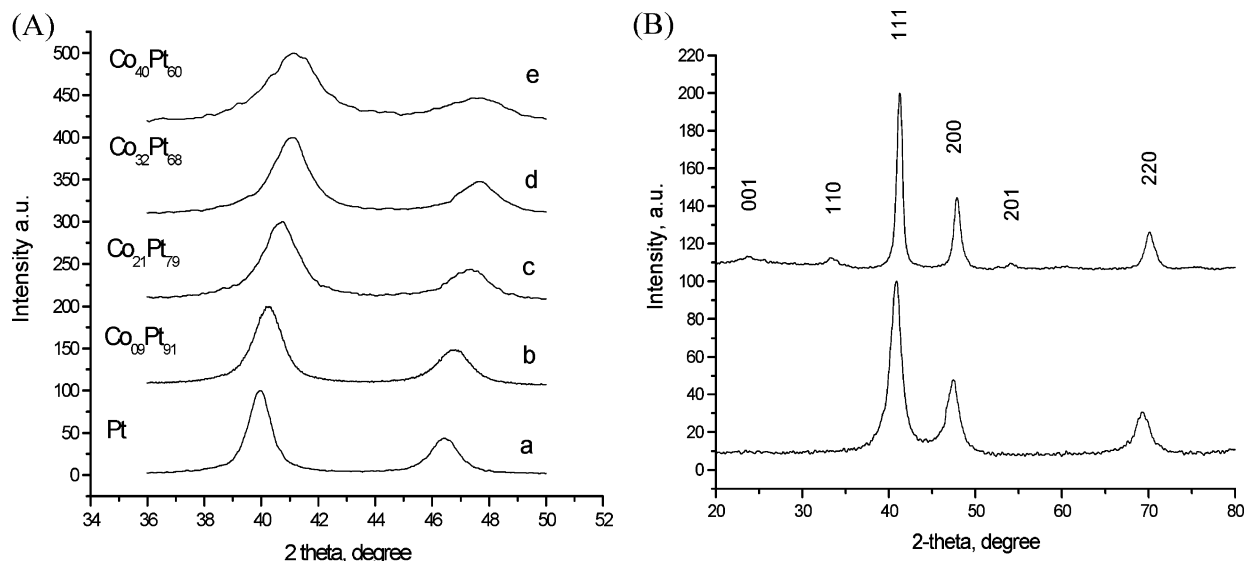 (A)
Intensity a.u.
500
450
400
350
300
250
200
150
100
50
0
Co40Pt60
e
Co32Pt68
d
Co21Pt79
c
Co09Pt91
b
Pt
a
34 36 38 40 42 44 46 48 50 52
2 theta, degree
(B)
Intensity, a.u.
220
200
180
160
140
120
100
80
60
40
20
0
001
110
111
200
201
220
20 30 40 50 60 70 80
2-theta, degree